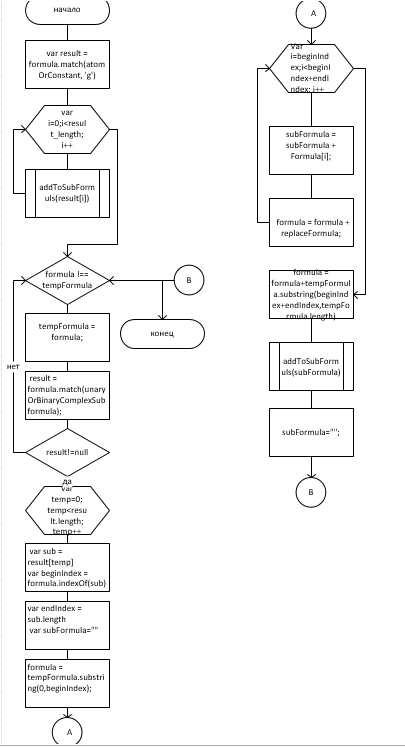 начало
var result =
formula.match(atom
OrConstant, 'g')
var
i=0;i<resul
t_length;
i++
addToSubForm
uls(result[i])
formula !==
tempFormula
B
tempFormula =
formula;
конец
нет
result =
formula.match(unary
OrBinaryComplexSub
formula);
result!=null
да
var
temp=0;
temp<resu
lt.length;
temp++
var sub =
result[temp]
var beginIndex =
formula.indexOf(sub)
var endIndex =
sub.length
var subFormula=""
formula =
tempFormula.substri
ng(0,beginIndex);
A
A
var
i=beginInd
ex;i<beginI
ndex+endI
ndex; i++
subFormula =
subFormula +
Formula[i];
formula = formula +
replaceFormula;
formula =
formula+tempFormul
a.substring(beginInd
ex+endIndex,tempFo
rmula.length)
addToSubForm
uls(subFormula)
subFormula="";
B